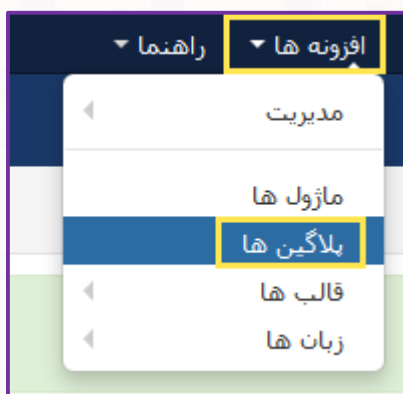 افزونه ها راهنما
مدیریت
ماژول ها
پلاگین ها
قالب ها
زبان ها